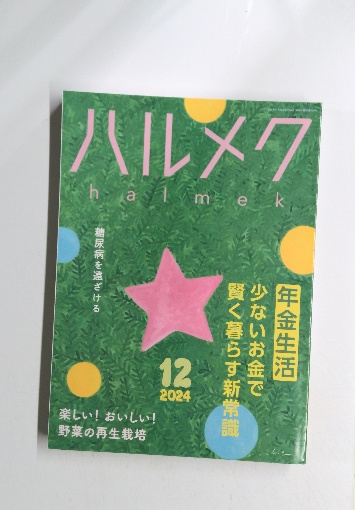 ハルメク
halmek
年金生活
少ないお金で
賢く暮らす新常識
糖尿病を遠ざける
12
2024
楽しい！おいしい！
野菜の再生栽培